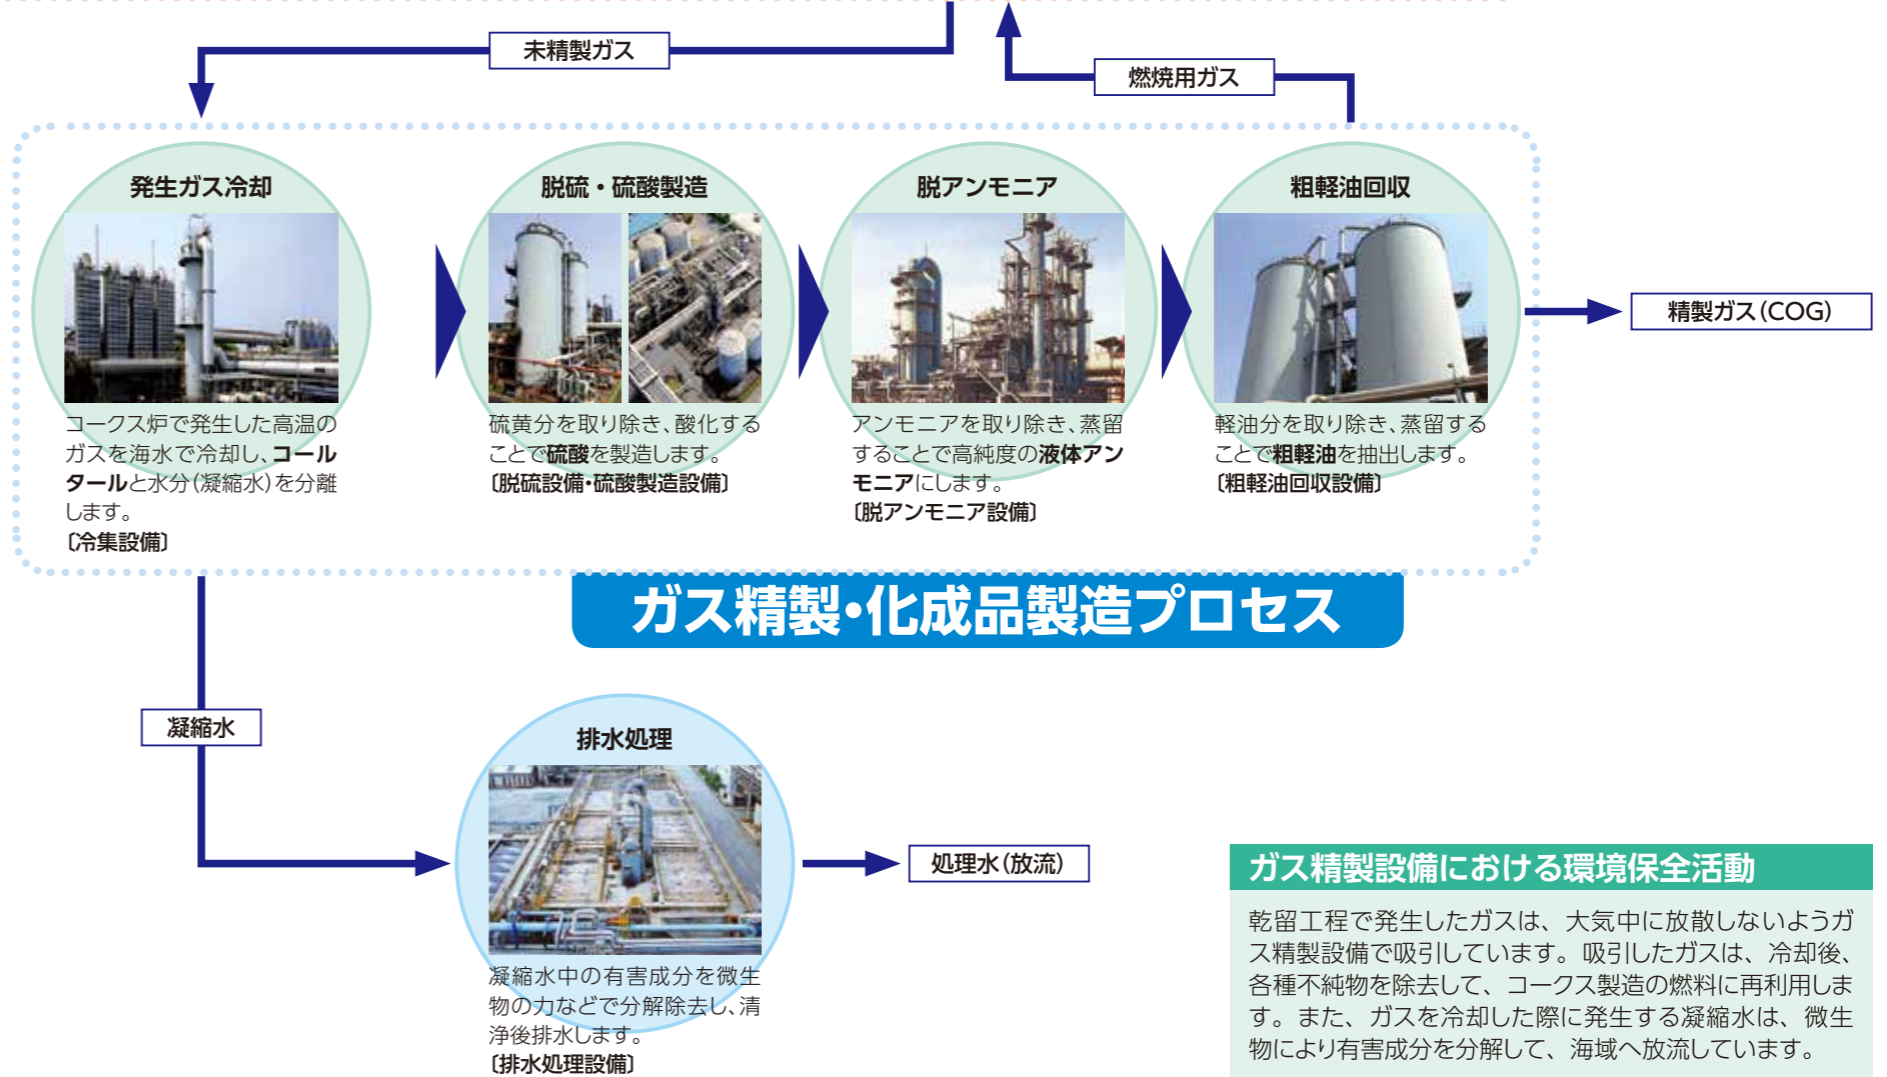 未精製ガス
燃焼用ガス
発生ガス冷却
コークス炉で発生した高温の
ガスを海水で冷却し、コール
タールと水分(凝縮水)を分離
します。
〔冷集設備〕
脱硫・硫酸製造
硫黄分を取り除き、酸化する
ことで硫酸を製造します。
〔脱硫設備・硫酸製造設備〕
脱アンモニア
アンモニアを取り除き、蒸留
することで高純度の液体アン
モニアにします。
〔脱アンモニア設備〕
粗軽油回収
軽油分を取り除き、蒸留する
ことで粗軽油を抽出します。
〔粗軽油回収設備〕
精製ガス(COG)
ガス精製・化成品製造プロセス
凝縮水
排水処理
凝縮水中の有害成分を微生
物の力などで分解除去し、清
浄後排水します。
〔排水処理設備〕
処理水(放流)
ガス精製設備における環境保全活動
乾留工程で発生したガスは、大気中に放散しないようガ
ス精製設備で吸引しています。吸引したガスは、冷却後、
各種不純物を除去して、コークス製造の燃料に再利用しま
す。また、ガスを冷却した際に発生する凝縮水は、微生
物により有害成分を分解して、海域へ放流しています。